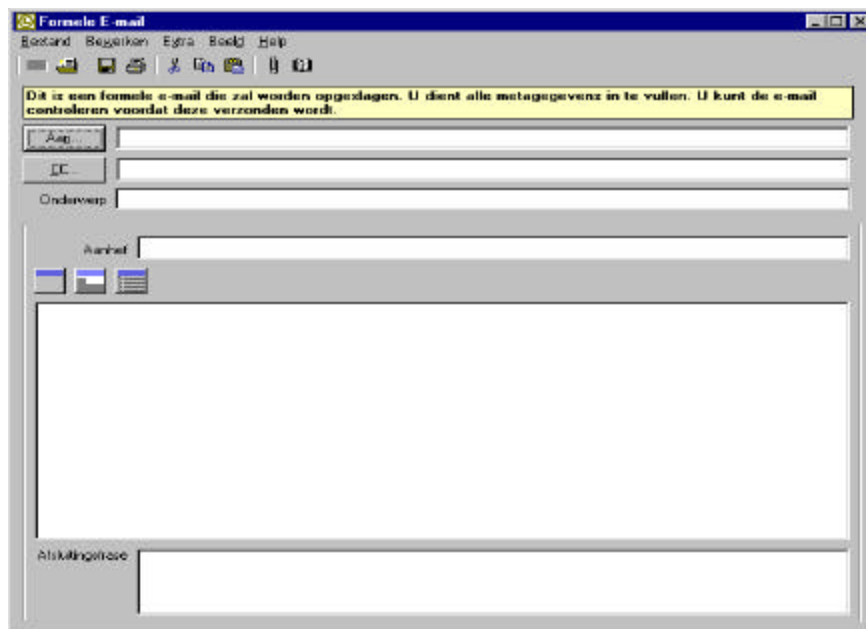 Formele E-mail
Bestand Bewerken Extra Beeld Help
Dit is een formele e-mail die zal worden opgeslagen. U dient alle metagegevens in te vullen. U kunt de e-mail
controleren voordat deze verzonden wordt.
Aan...
CC...
Onderwerp
Aanhef
Afsluitingsfrase